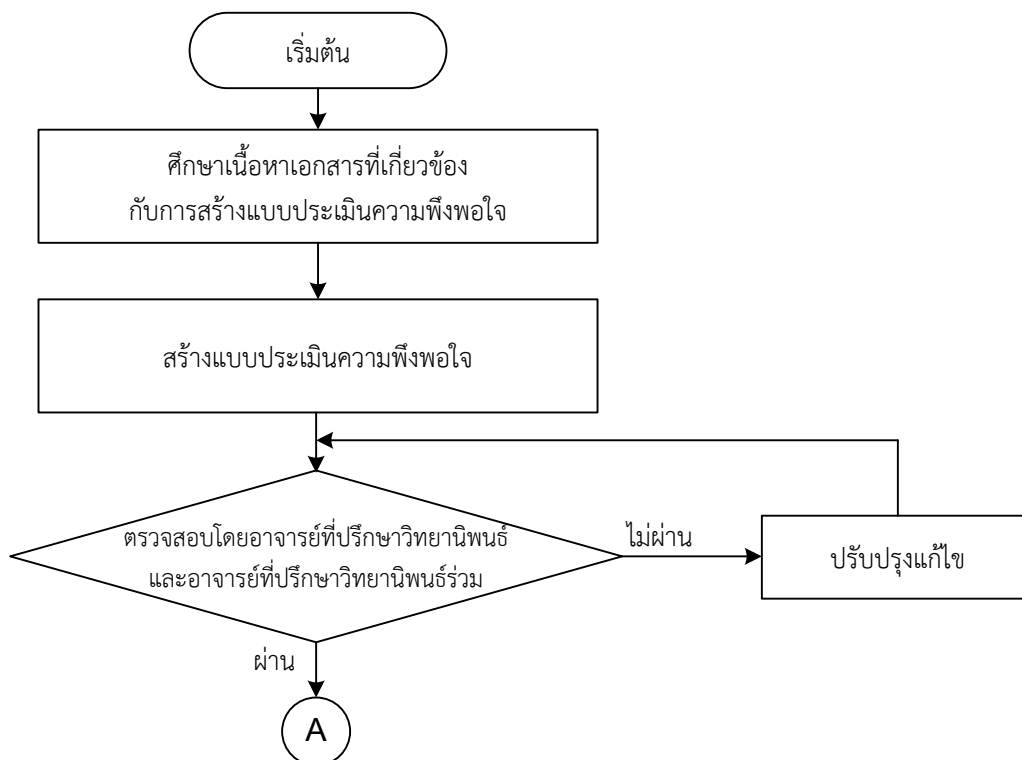 เริ่มต้น
ศึกษาเนื้อหาเอกสารที่เกี่ยวข้อง
กับการสร้างแบบประเมินความพึงพอใจ
สร้างแบบประเมินความพึงพอใจ
ตรวจสอบโดยอาจารย์ที่ปรึกษาวิทยานิพนธ์
และอาจารย์ที่ปรึกษาวิทยานิพนธ์ร่วม
ไม่ผ่าน
ปรับปรุงแก้ไข
ผ่าน
A